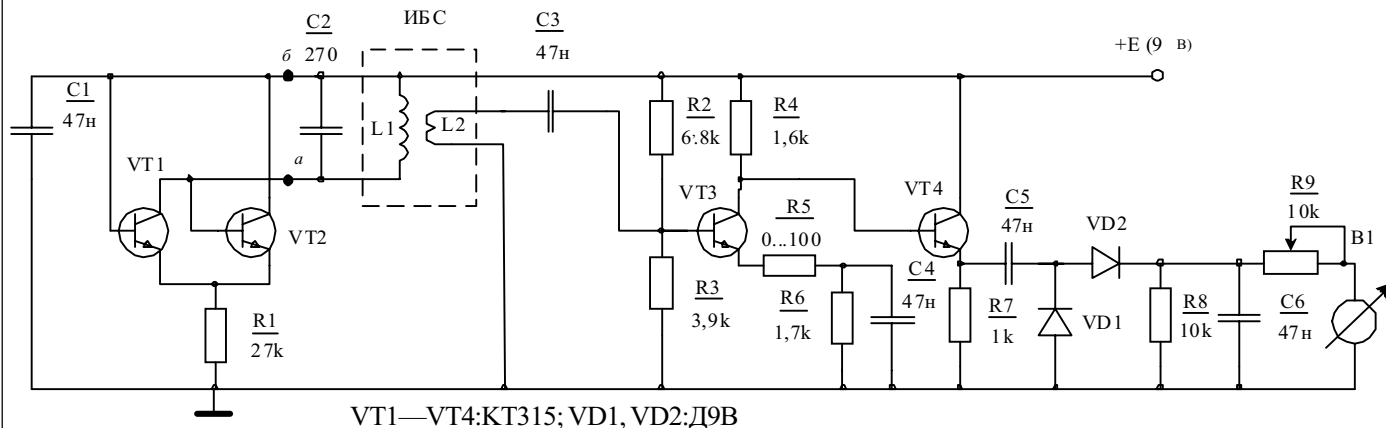 C1
47н
C2
270
ИБС
C3
47н
+E (9 В)
б
а
L1
L2
VT1
VT2
R1
27k
R2
6.8k
R3
3,9k
R4
1,6k
VT3
R5
0...100
R6
1,7k
C4
47н
VT4
R7
1k
C5
47н
VD1
VD2
R8
10k
C6
47н
R9
10k
B1
VT1—VT4:КТ315; VD1, VD2:Д9В